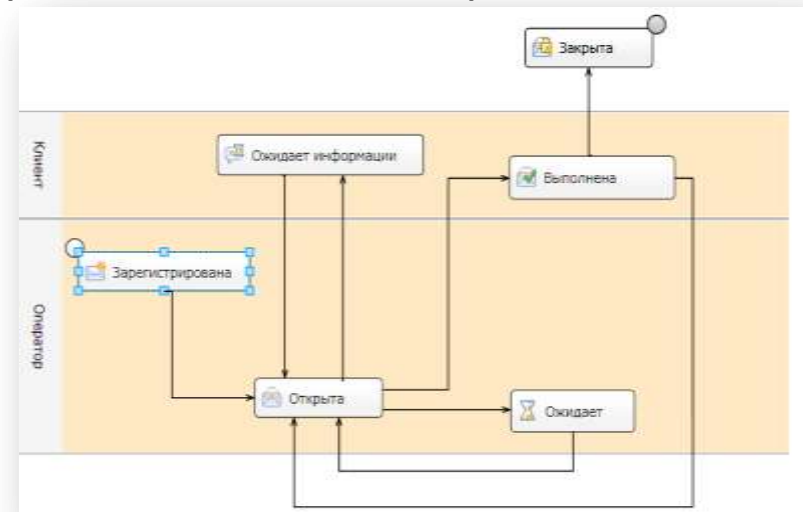 Закрыта
Клиент
Ожидает информации
Выполнена
Оператор
Зарегистрирована
Открыта
Ожидает